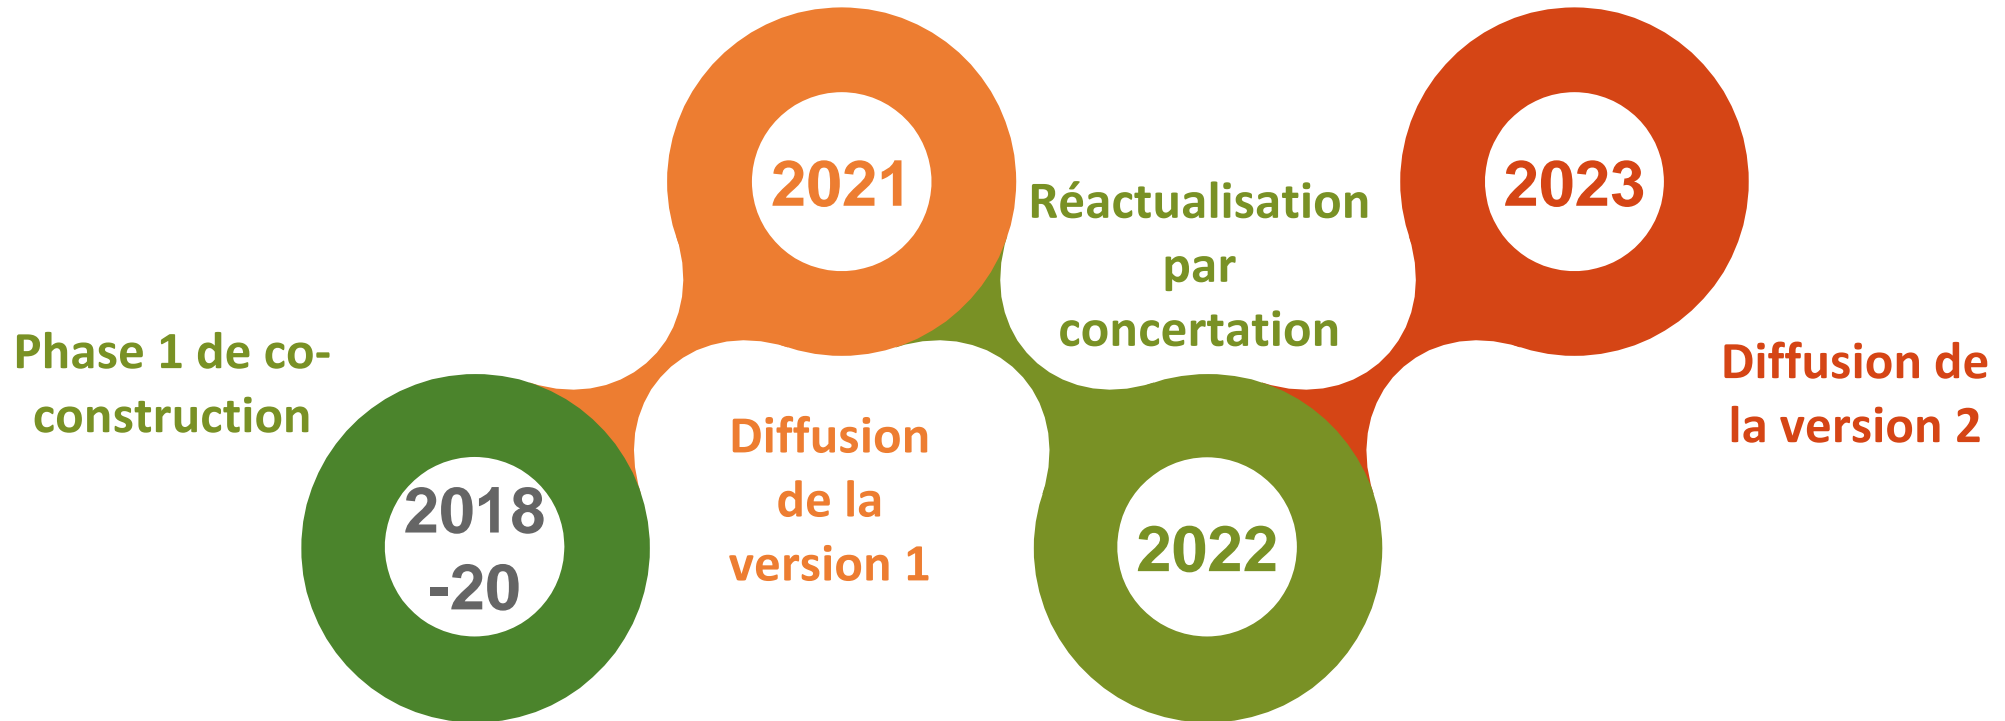 Phase 1 de co-
construction
2018
-20
2021
Diffusion
de la
version 1
Réactualisation
par
concertation
2022
2023
Diffusion de
la version 2